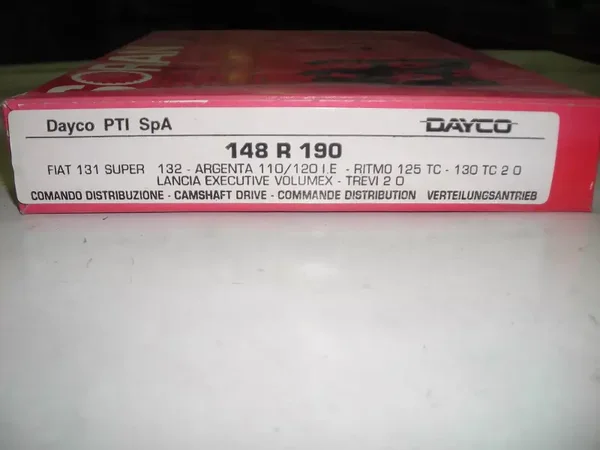 Dayco PTI SpA DAYCO
148 R 190
FIAT 131 SUPER 132 - ARGENTA 110/120 I.E - RITMO 125 TC - 130 TC 2 0
LANCIA EXECUTIVE VOLUMEX - TREVI 2 0
COMANDO DISTRIBUZIONE - CAMSHAFT DRIVE - COMMANDE DISTRIBUTION VERTEILUNGSANTRIEB